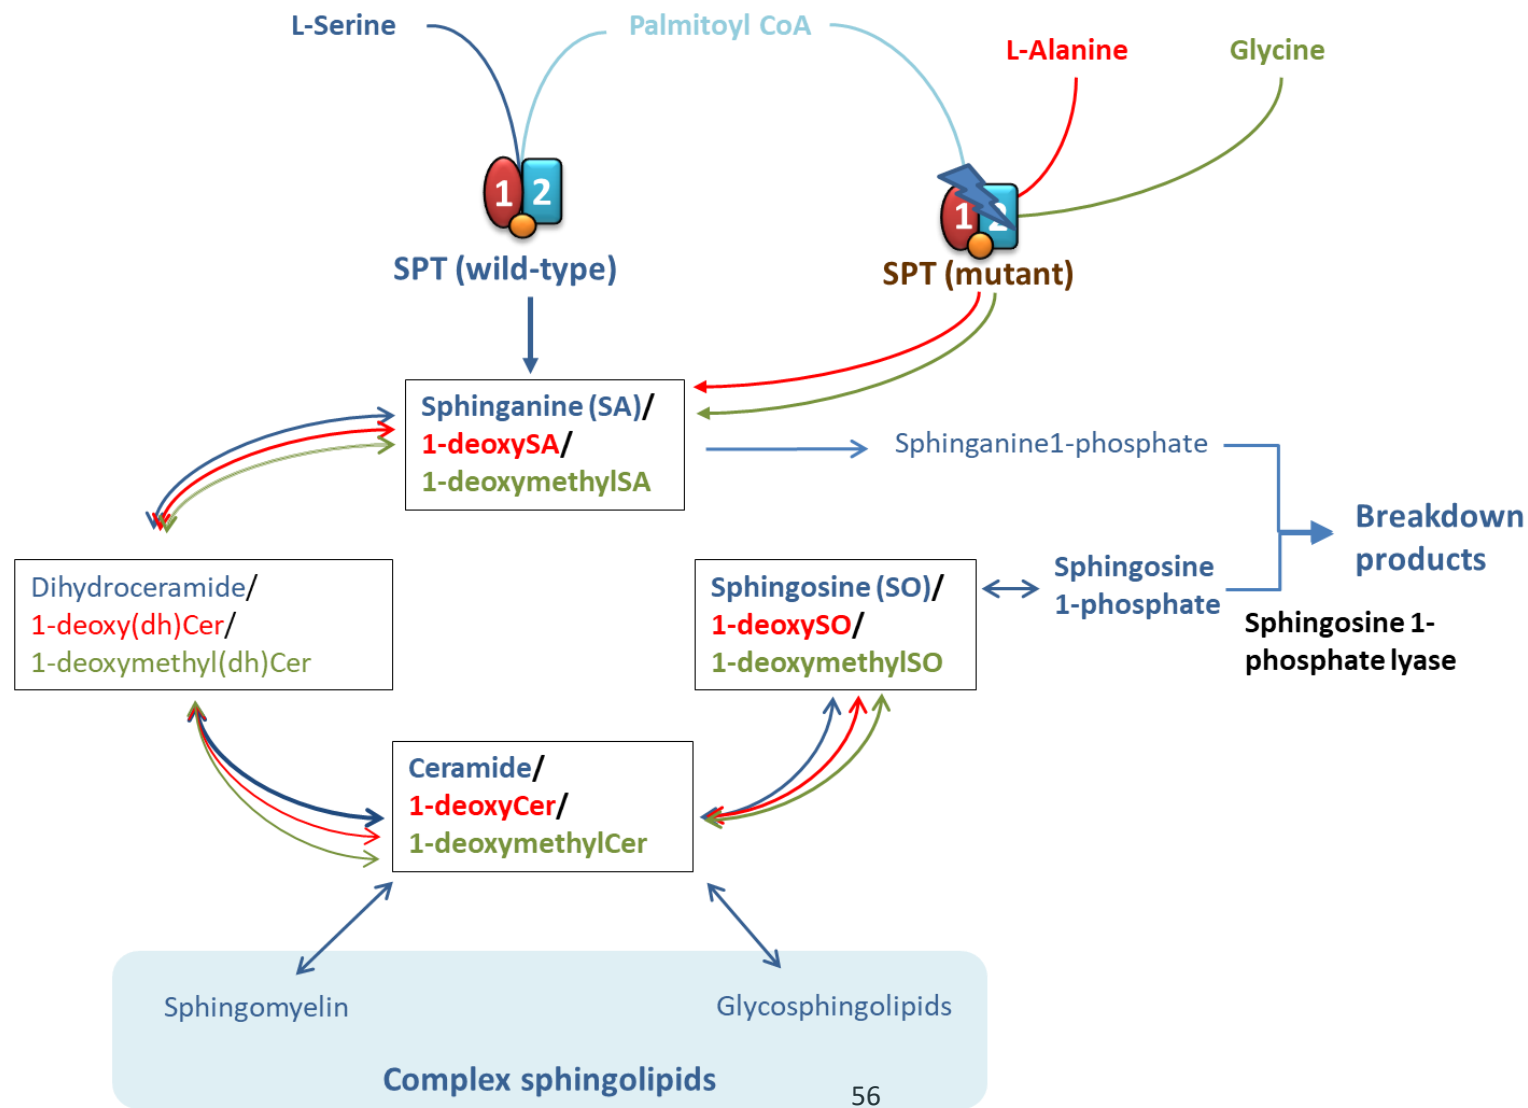 L-Serine
Palmitoyl CoA
L-Alanine
Glycine
1 2
SPT (wild-type)
1 2
SPT (mutant)
Sphinganine (SA)/
1-deoxySA/
1-deoxymethylSA
Sphinganine1-phosphate
Breakdown
products
Dihydroceramide/
1-deoxy(dh)Cer/
1-deoxymethyl(dh)Cer
Sphingosine (SO)/
1-deoxySO/
1-deoxymethylSO
Sphingosine
1-phosphate
Sphingosine 1-
phosphate lyase
Ceramide/
1-deoxyCer/
1-deoxymethylCer
Sphingomyelin
Glycosphingolipids
Complex sphingolipids
56